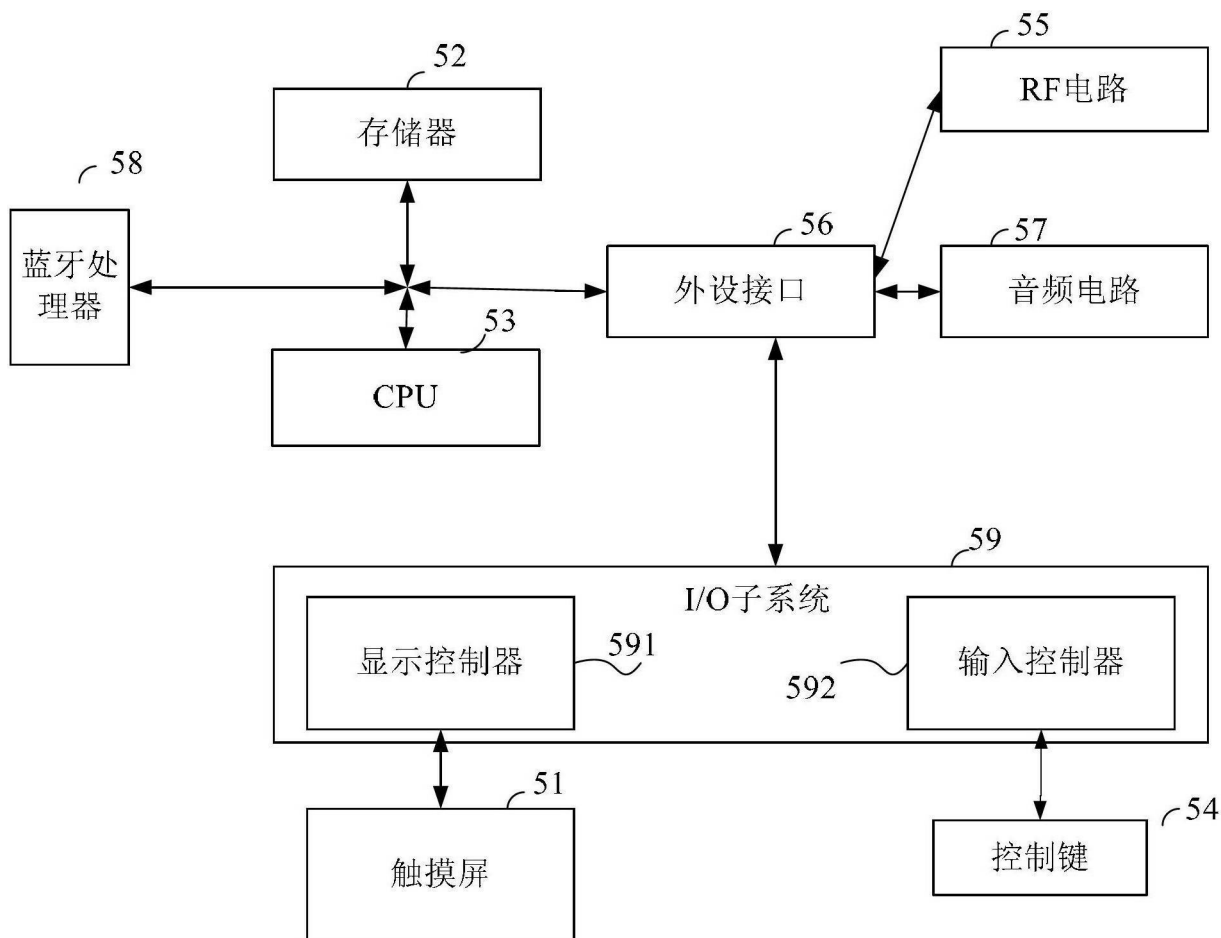 55
RF电路
52
存储器
58
蓝牙处
理器
56
外设接口
57
音频电路
53
CPU
59
I/O子系统
显示控制器
591
592
输入控制器
51
触摸屏
54
控制键